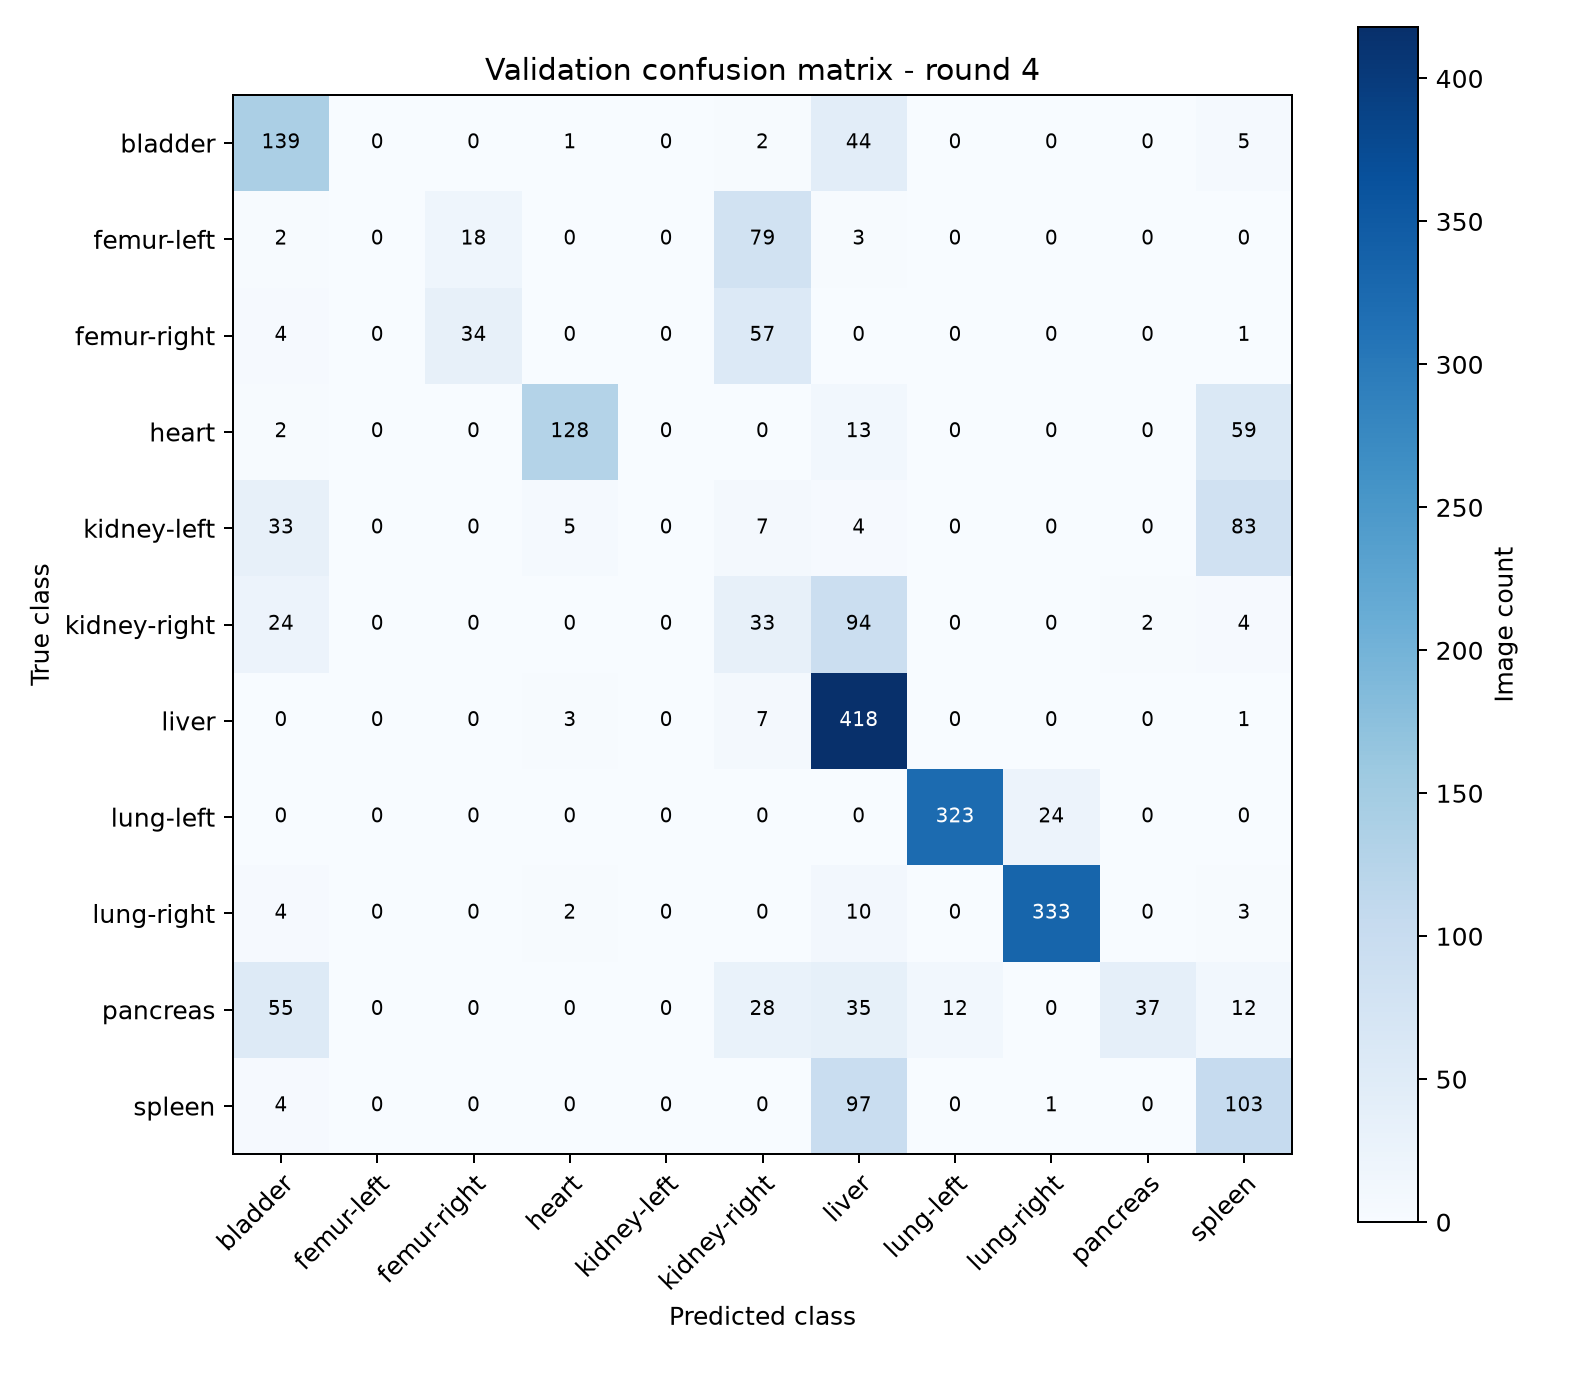 Validation confusion matrix - round 4
bladder 139 0 0 1 0 2 44 0 0 0 5
femur-left 2 0 18 0 0 79 3 0 0 0 0
femur-right 4 0 34 0 0 57 0 0 0 0 1
heart 2 0 0 128 0 0 13 0 0 0 59
kidney-left 33 0 0 5 0 7 4 0 0 0 83
kidney-right 24 0 0 0 0 33 94 0 0 2 4
liver 0 0 0 3 0 7 418 0 0 0 1
lung-left 0 0 0 0 0 0 0 323 24 0 0
lung-right 4 0 0 2 0 0 10 0 333 0 3
pancreas 55 0 0 0 0 28 35 12 0 37 12
spleen 4 0 0 0 0 0 97 0 1 0 103
bladder femur-left femur-right heart kidney-left kidney-right liver lung-left lung-right pancreas spleen
Predicted class
True class
400
350
300
250
200
150
100
50
0
Image count